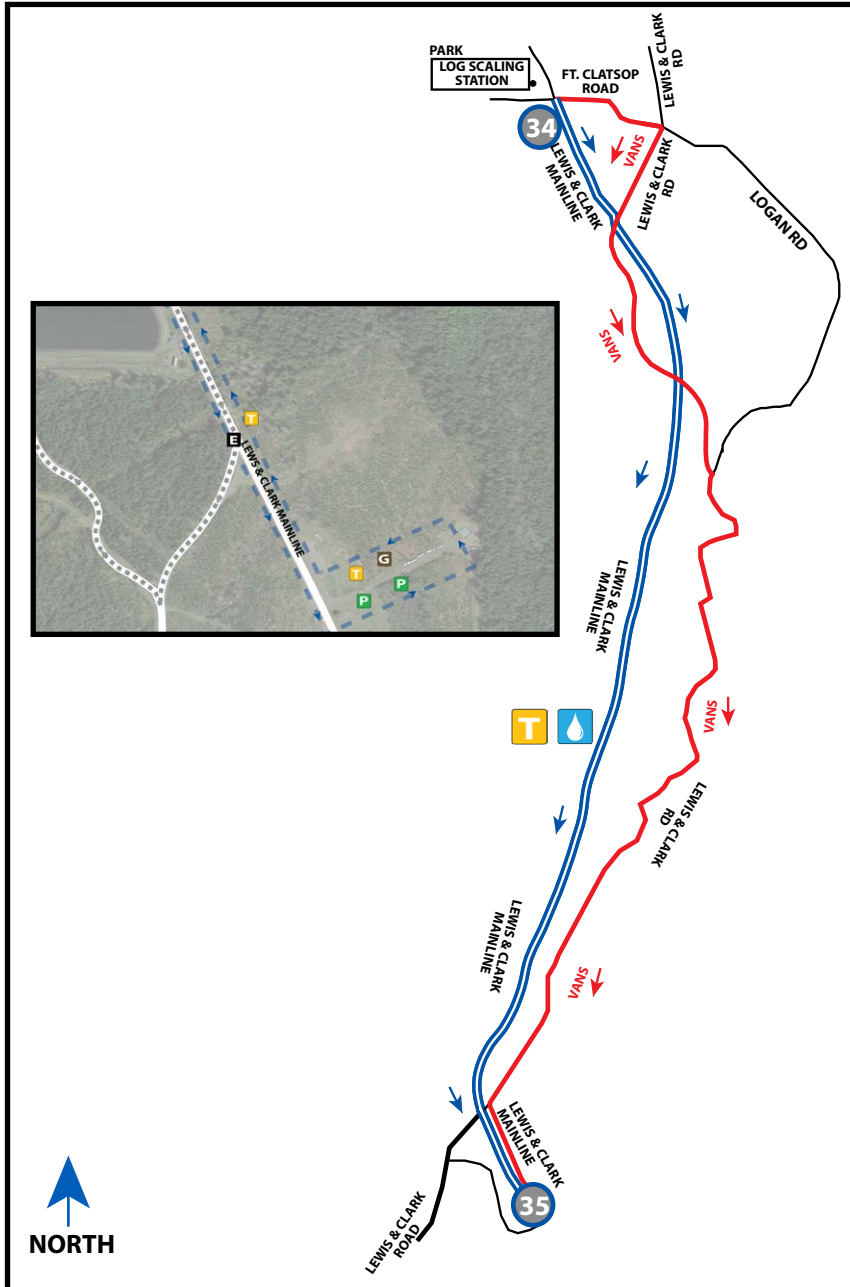 PARK
LOG SCALING
STATION
FT. CLATSOP
ROAD
LEWIS & CLARK
RD
34
VANS
LEWIS & CLARK
MAINLINE
LEWIS & CLARK
RD
LOGAN RD
VANS
T
E
LEWIS & CLARK MAINLINE
G
T
P
P
LEWIS & CLARK
MAINLINE
T
VANS
LEWIS & CLARK
RD
LEWIS & CLARK
MAINLINE
VANS
LEWIS & CLARK
MAINLINE
35
LEWIS & CLARK
ROAD
NORTH